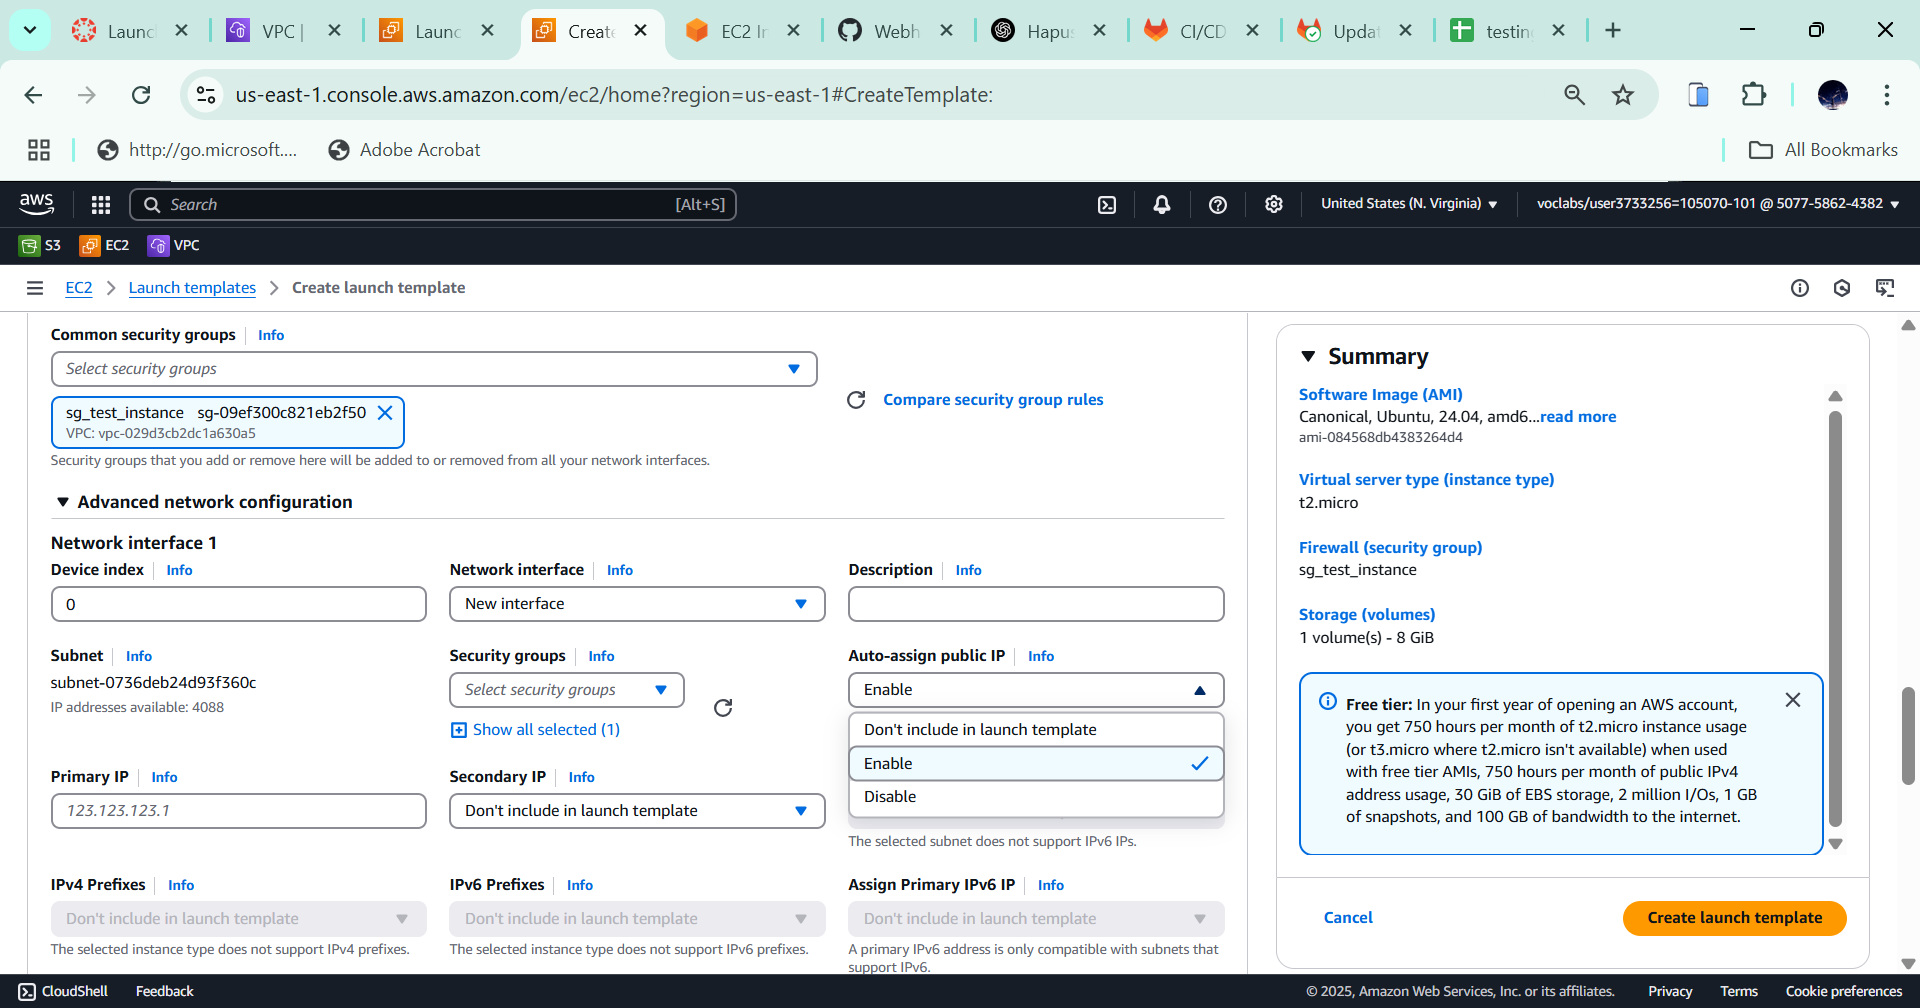 Launc
VPC |
Launc
Create
EC2 In
Webh
Hapus
CI/CD
Updat
testing
us-east-1.console.aws.amazon.com/ec2/home?region=us-east-1#CreateTemplate:
http://go.microsoft....
Adobe Acrobat
All Bookmarks
aws
Search
[Alt+S]
United States (N. Virginia)
voclabs/user3733256=105070-101 @ 5077-5862-4382
S3
EC2
VPC
EC2
Launch templates
Create launch template
Common security groups
Info
Select security groups
sg_test_instance sg-09ef300c821eb2f50
VPC: vpc-029d3cb2dc1a630a5
Compare security group rules
Security groups that you add or remove here will be added to or removed from all your network interfaces.
Advanced network configuration
Network interface 1
Device index Info
Network interface Info
Description Info
0
New interface
Subnet Info
Security groups Info
Auto-assign public IP Info
subnet-0736deb24d93f360c
IP addresses available: 4088
Select security groups
Show all selected (1)
Enable
Don't include in launch template
Enable
Disable
Primary IP Info
Secondary IP Info
123.123.123.1
Don't include in launch template
The selected subnet does not support IPv6 IPs.
IPv4 Prefixes Info
IPv6 Prefixes Info
Assign Primary IPv6 IP Info
Don't include in launch template
Don't include in launch template
Don't include in launch template
The selected instance type does not support IPv4 prefixes.
The selected instance type does not support IPv6 prefixes.
A primary IPv6 address is only compatible with subnets that
support IPv6.
Summary
Software Image (AMI)
Canonical, Ubuntu, 24.04, amd6...read more
ami-084568db4383264d4
Virtual server type (instance type)
t2.micro
Firewall (security group)
sg_test_instance
Storage (volumes)
1 volume(s) - 8 GiB
Free tier: In your first year of opening an AWS account,
you get 750 hours per month of t2.micro instance usage
(or t3.micro where t2.micro isn't available) when used
with free tier AMIs, 750 hours per month of public IPv4
address usage, 30 GiB of EBS storage, 2 million I/Os, 1 GB
of snapshots, and 100 GB of bandwidth to the internet.
Cancel
Create launch template
CloudShell
Feedback
© 2025, Amazon Web Services, Inc. or its affiliates.
Privacy
Terms
Cookie preferences